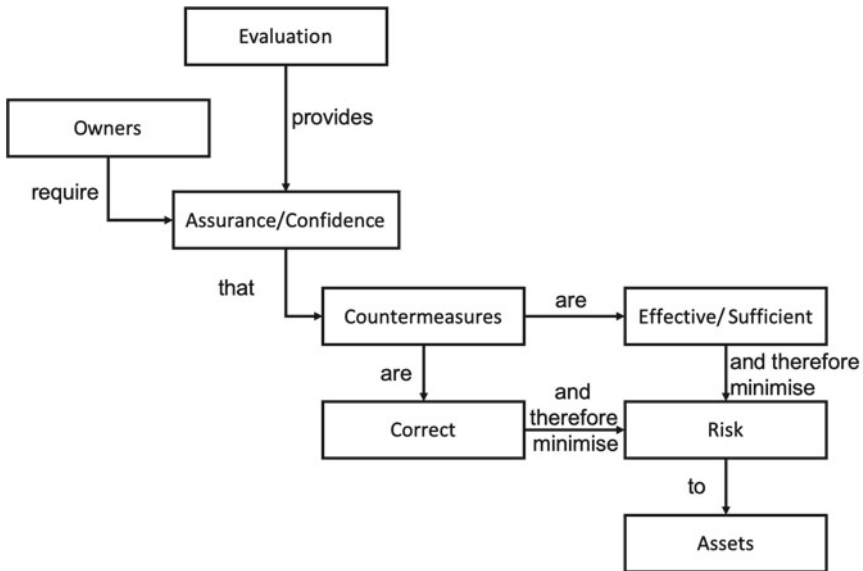 Evaluation
provides
Owners
require
Assurance/Confidence
that
Countermeasures
are
Effective/Sufficient
are
and therefore
minimise
and
therefore
minimise
Correct
Risk
to
Assets